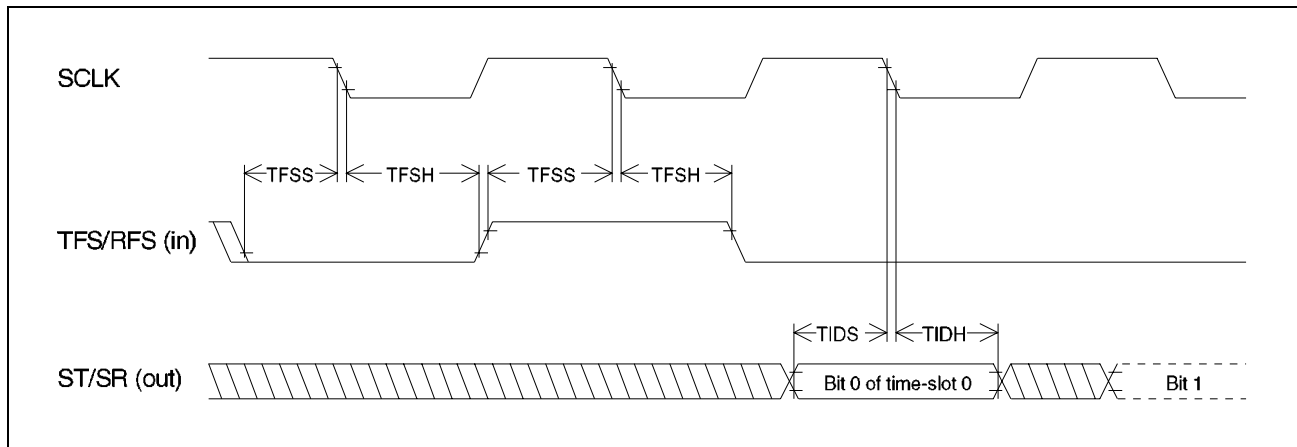 SCLK
TFSS TFSH TFSS TFSH
TFS/RFS (in)
TIDS TIDH
ST/SR (out) Bit 0 of time-slot 0 Bit 1